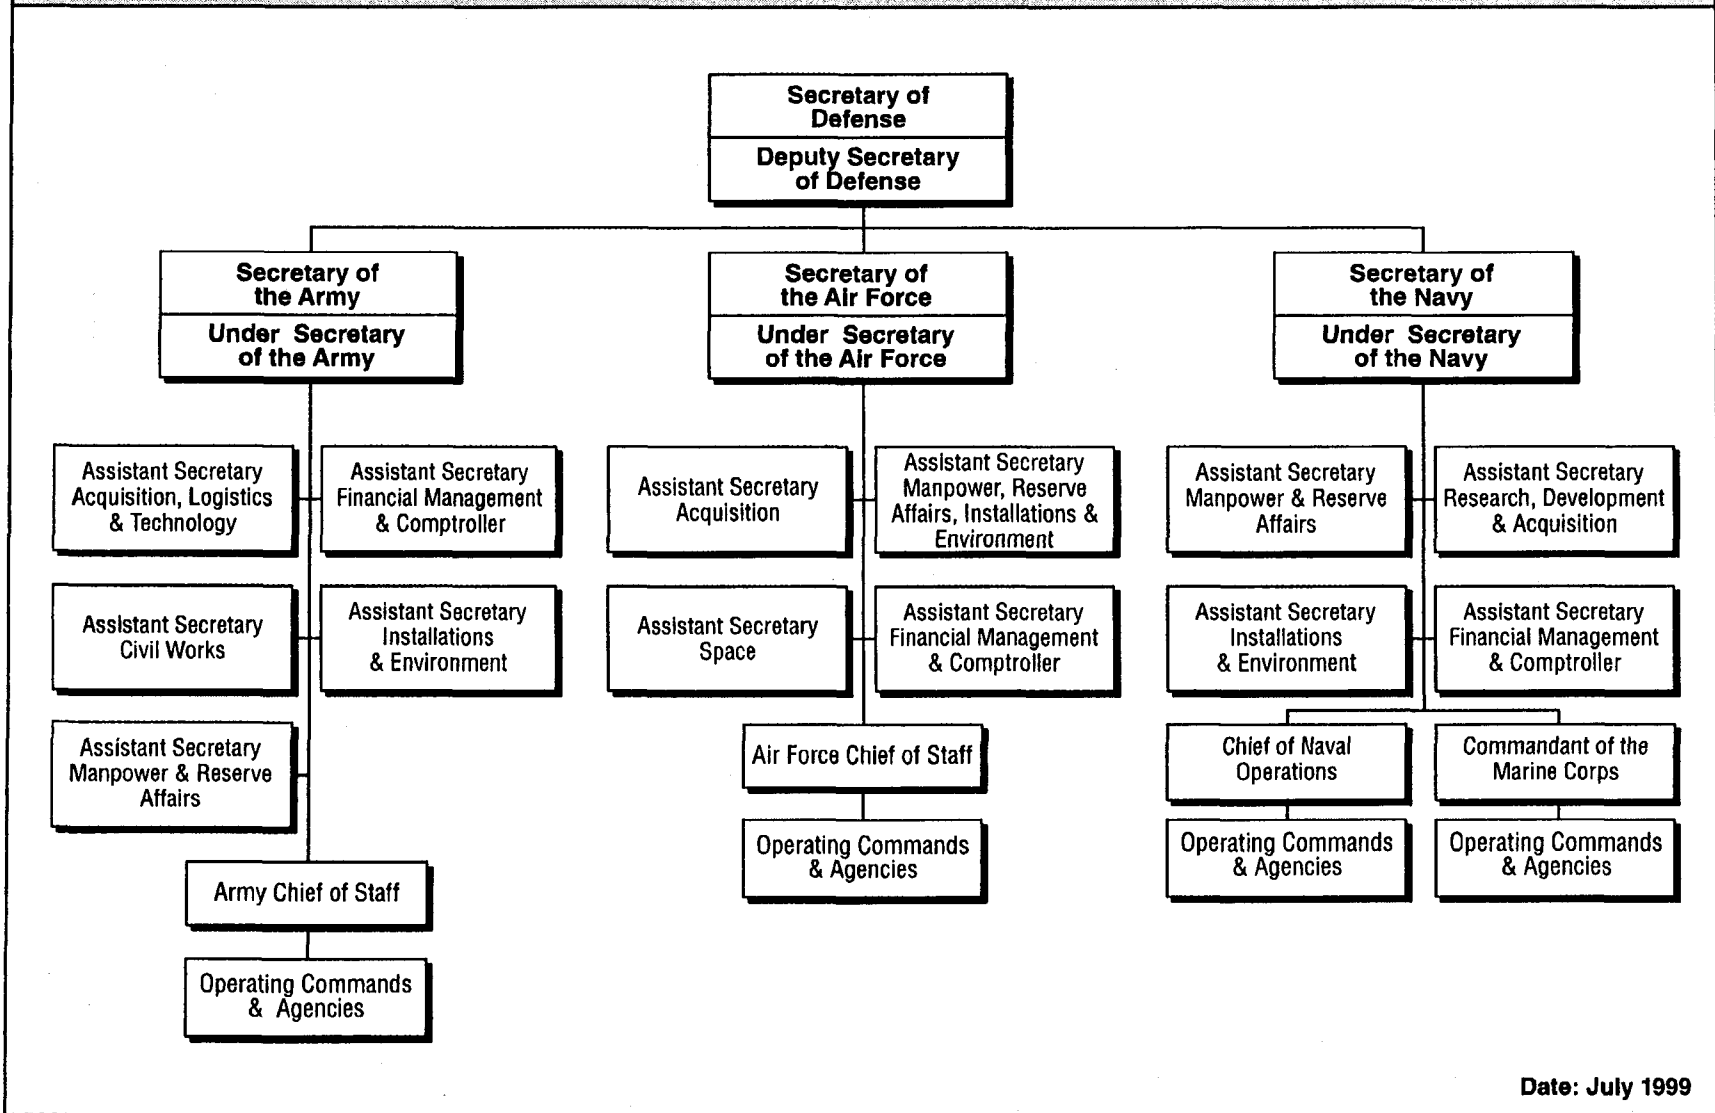 Secretary of
Defense
Deputy Secretary
of Defense
Secretary of
the Army
Under Secretary
of the Army
Secretary of
the Air Force
Under Secretary
of the Air Force
Secretary of
the Navy
Under Secretary
of the Navy
Assistant Secretary
Acquisition, Logistics
& Technology
Assistant Secretary
Financial Management
& Comptroller
Assistant Secretary
Acquisition
Assistant Secretary
Manpower, Reserve
Affairs, Installations &
Environment
Assistant Secretary
Manpower & Reserve
Affairs
Assistant Secretary
Research, Development
& Acquisition
Assistant Secretary
Civil Works
Assistant Secretary
Installations
& Environment
Assistant Secretary
Space
Assistant Secretary
Financial Management
& Comptroller
Assistant Secretary
Installations
& Environment
Assistant Secretary
Financial Management
& Comptroller
Assistant Secretary
Manpower & Reserve
Affairs
Air Force Chief of Staff
Chief of Naval
Operations
Commandant of the
Marine Corps
Operating Commands
& Agencies
Operating Commands
& Agencies
Operating Commands
& Agencies
Army Chief of Staff
Operating Commands
& Agencies
Date: July 1999